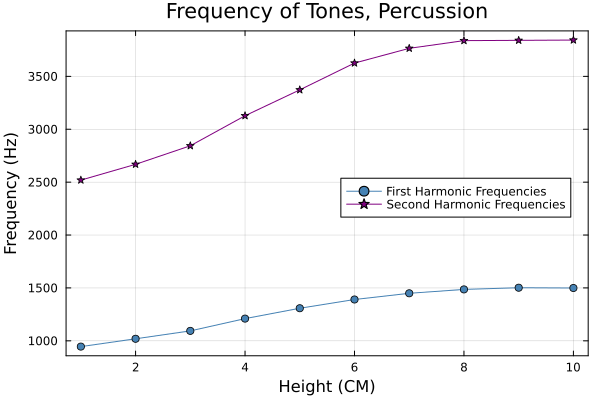 Frequency of Tones, Percussion
Frequency (Hz)
3500
3000
2500
2000
1500
1000
First Harmonic Frequencies
Second Harmonic Frequencies
2 4 6 8 10
Height (CM)